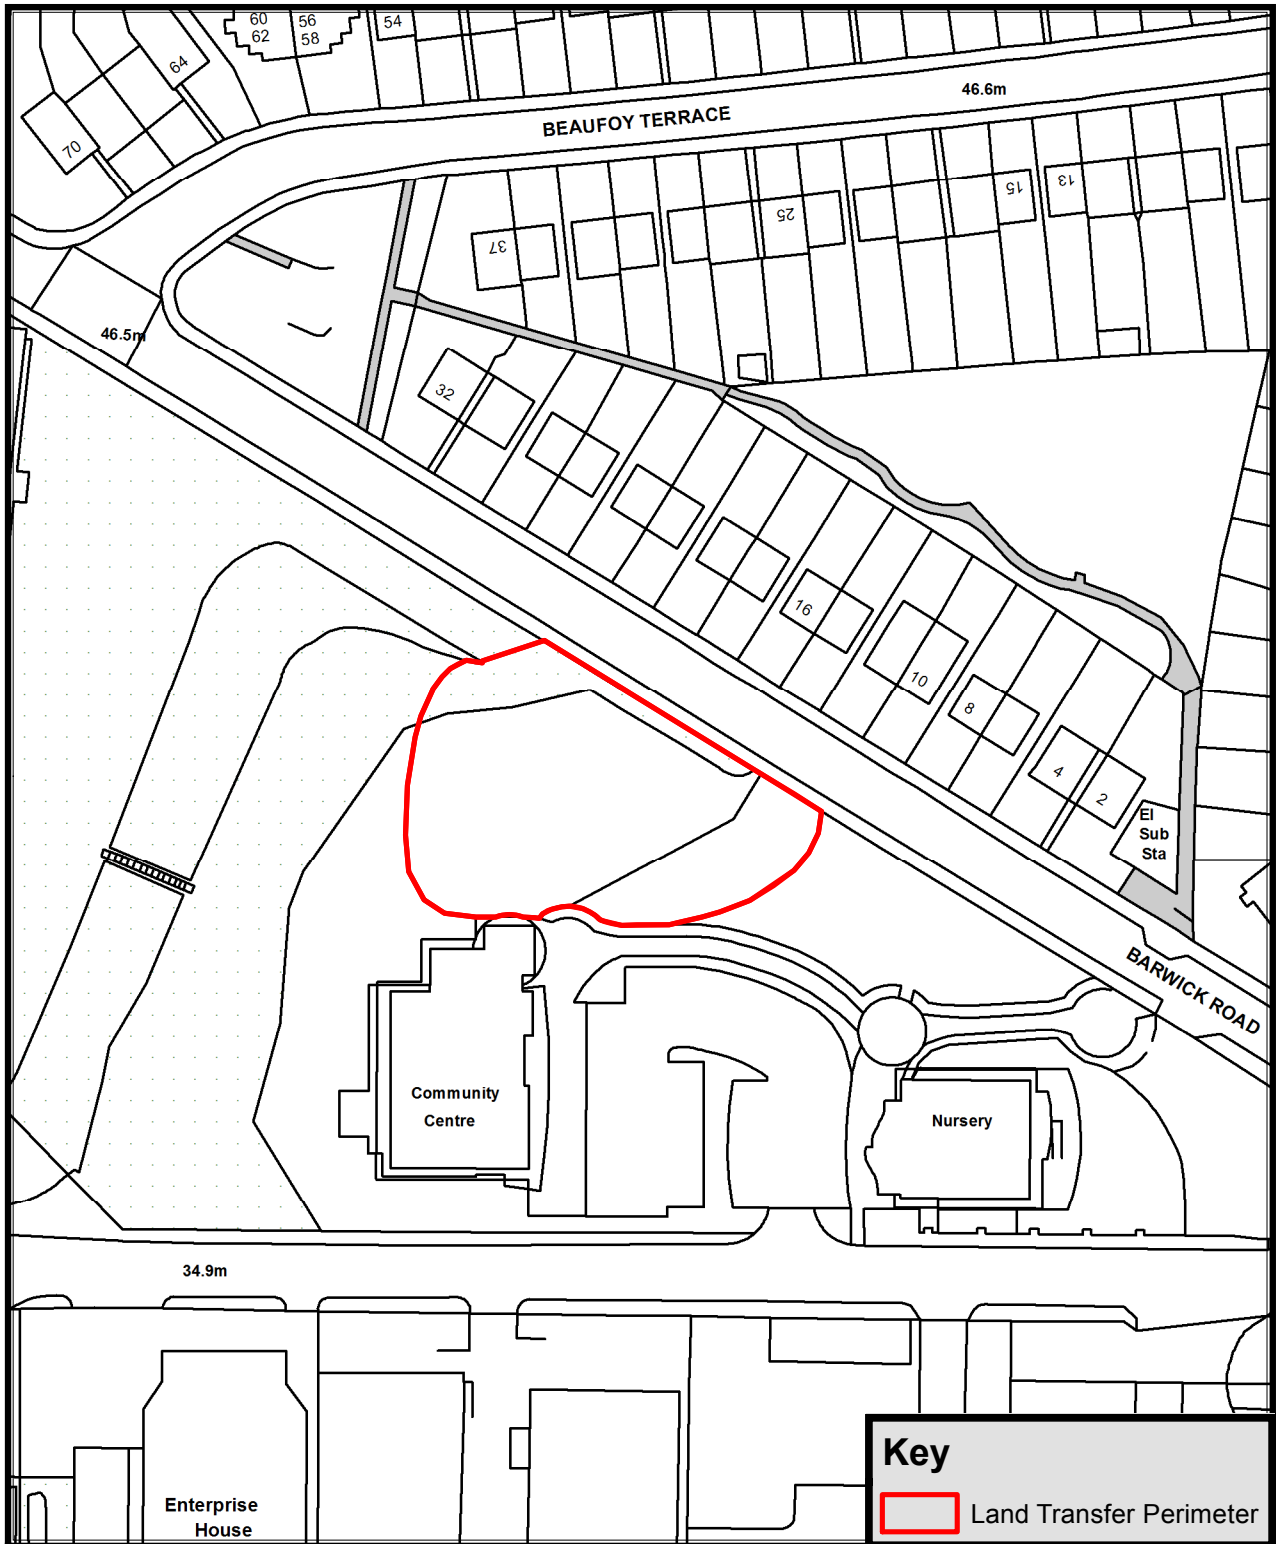 60
62
56
58
54
64
70
46.6m
BEAUFOY TERRACE
15
13
25
37
46.5m
32
16
10
8
4
2
El
Sub
Sta
BARWICK ROAD
Community
Centre
Nursery
34.9m
Enterprise
House
Key
Land Transfer Perimeter